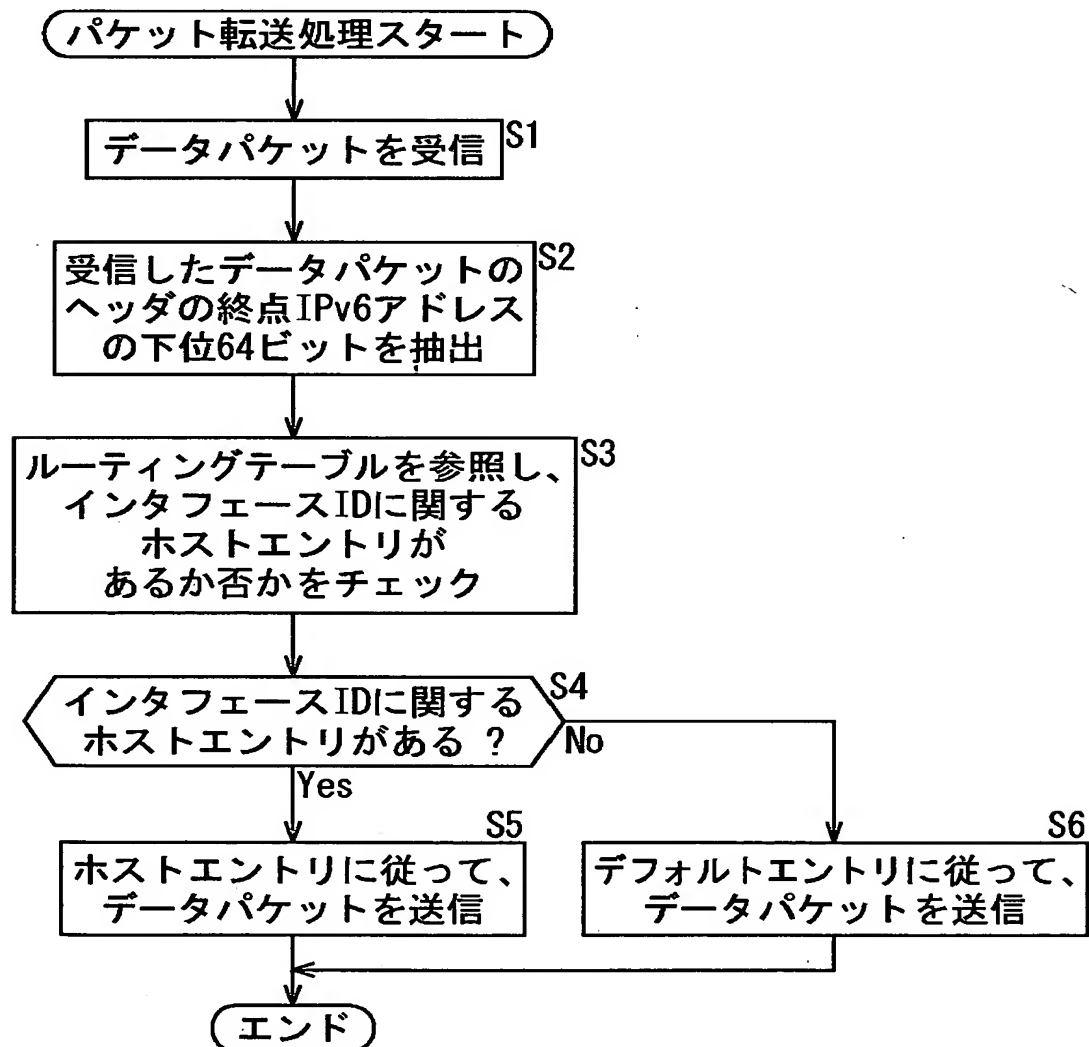 パケット転送処理スタート
データパケットを受信
S1
受信したデータパケットの
ヘッダの終点IPv6アドレス
の下位64ビットを抽出
S2
ルーティングテーブルを参照し、
インタフェースIDに関する
ホストエントリが
あるか否かをチェック
S3
インタフェースIDに関する
ホストエントリがある ?
S4
No
Yes
S5
ホストエントリに従って、
データパケットを送信
S6
デフォルトエントリに従って、
データパケットを送信
エンド